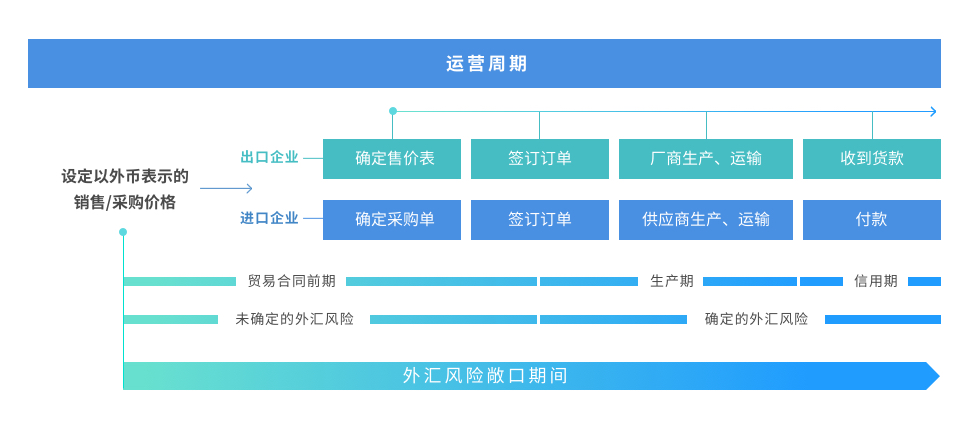 运营周期
出口企业
确定售价表
签订订单
厂商生产、运输
收到货款
设定以外币表示的
销售/采购价格
进口企业
确定采购单
签订订单
供应商生产、运输
付款
贸易合同前期
生产期
信用期
未确定的外汇风险
确定的外汇风险
外汇风险敞口期间